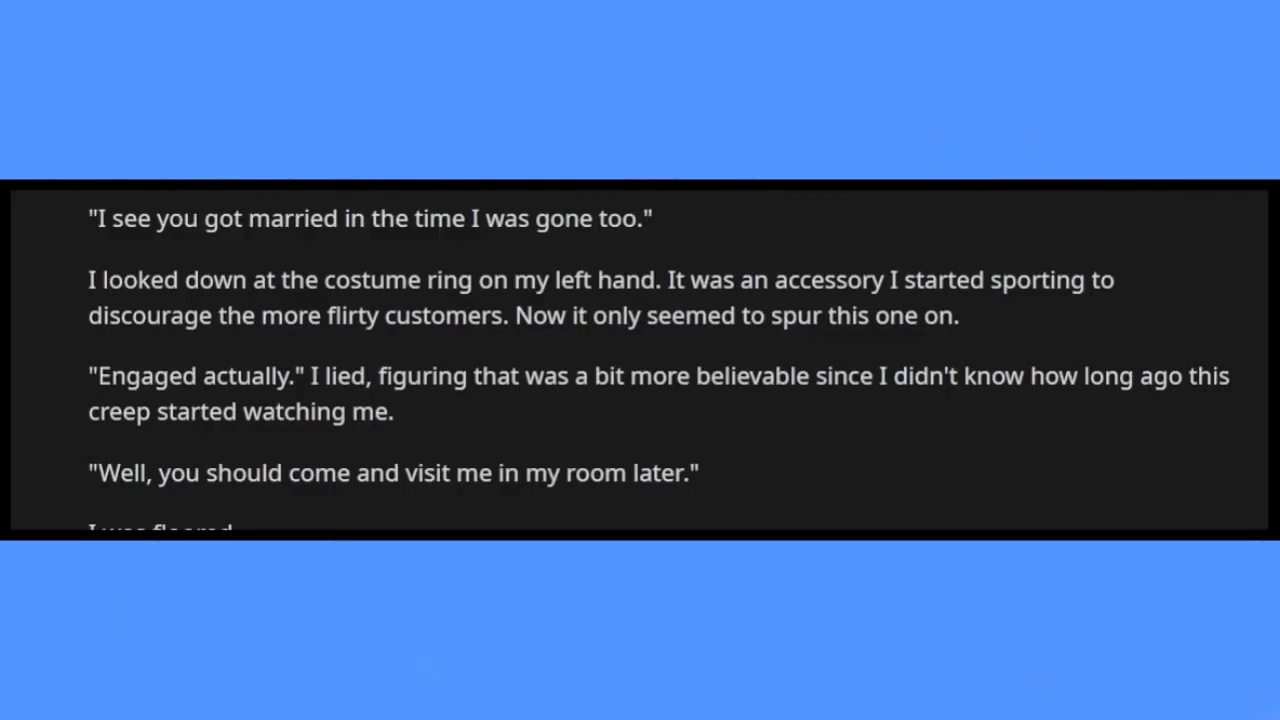 "I see you got married in the time I was gone too."
I looked down at the costume ring on my left hand. It was an accessory I started sporting to
discourage the more flirty customers. Now it only seemed to spur this one on.
"Engaged actually." I lied, figuring that was a bit more believable since I didn't know how long ago this
creep started watching me.
"Well, you should come and visit me in my room later."
I was floored